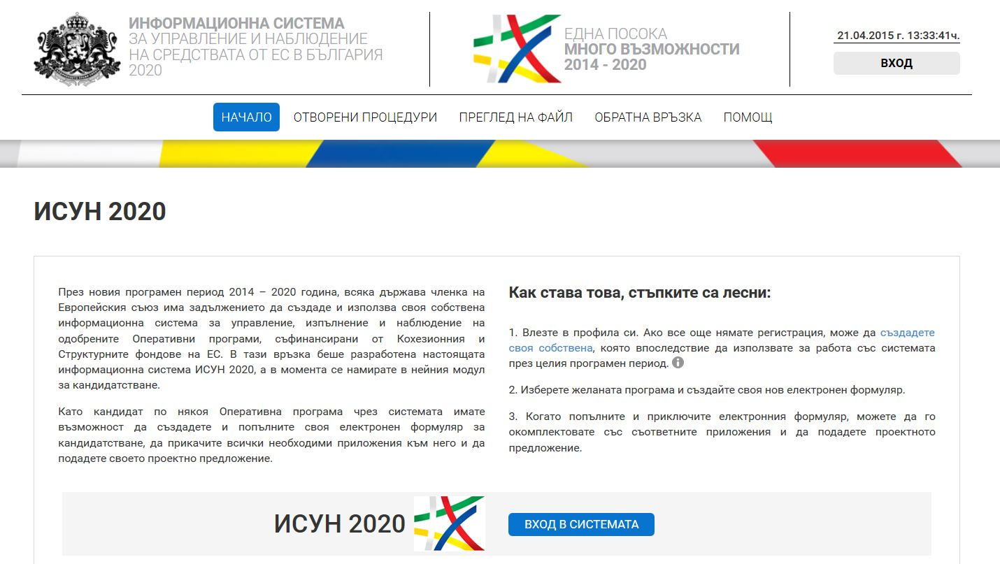 ИНФОРМАЦИОННА СИСТЕМА
ЗА УПРАВЛЕНИЕ И НАБЛЮДЕНИЕ
НА СРЕДСТВАТА ОТ ЕС В БЪЛГАРИЯ
2020
ЕДНА ПОСОКА
МНОГО ВЪЗМОЖНОСТИ
2014 - 2020
21.04.2015 г. 13:33:41ч.
ВХОД
НАЧАЛО ОТВОРЕНИ ПРОЦЕДУРИ ПРЕГЛЕД НА ФАЙЛ ОБРАТНА ВРЪЗКА ПОМОЩ
ИСУН 2020
През новия програмен период 2014 – 2020 година, всяка държава членка на
Европейския съюз има задължението да създаде и използва своя собствена
информационна система за управление, изпълнение и наблюдение на
одобрените Оперативни програми, съфинансирани от Кохезионния и
Структурните фондове на ЕС. В тази връзка беше разработена настоящата
информационна система ИСУН 2020, а в момента се намирате в нейния модул
за кандидатстване.
Като кандидат по някоя Оперативна програма чрез системата имате
възможност да създадете и попълните своя електронен формуляр за
кандидатстване, да прикачите всички необходими приложения към него и да
подадете своето проектно предложение.
Как става това, стъпките са лесни:
1. Влезте в профила си. Ако все още нямате регистрация, може да създадете
своя собствена, която впоследствие да използвате за работа със системата
през целия програмен период.
2. Изберете желаната програма и създайте своя нов електронен формуляр.
3. Когато попълните и приключите електронния формуляр, можете да го
окомплектовате със съответните приложения и да подадете проектното
предложение.
ИСУН 2020
ВХОД В СИСТЕМАТА